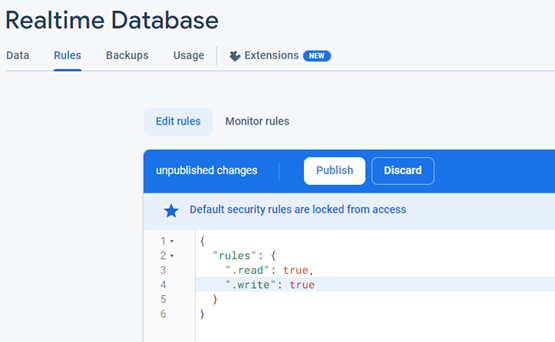 Realtime Database
Data Rules Backups Usage Extensions NEW
Edit rules Monitor rules
unpublished changes Publish Discard
Default security rules are locked from access
1 {
2 "rules": {
3 ".read": true,
4 ".write": true
5 }
6 }